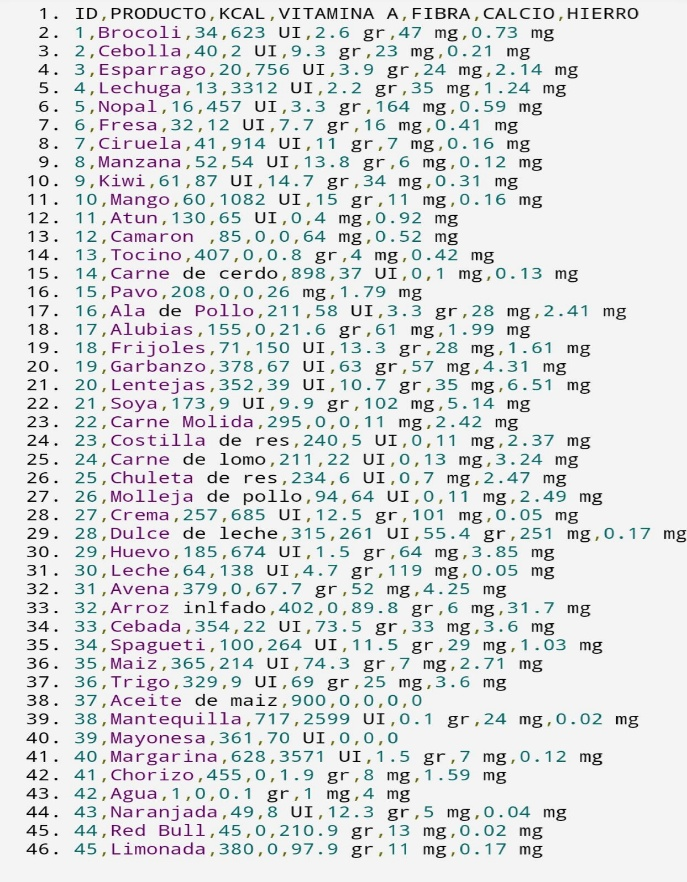 1. ID,PRODUCTO,KCAL,VITAMINA A,FIBRA,CALCIO,HIERRO
2. 1,Brocoli,34,623 UI,2.6 gr,47 mg,0.73 mg
3. 2,Cebolla,40,2 UI,9.3 gr,23 mg,0.21 mg
4. 3,Esparrago,20,756 UI,3.9 gr,24 mg,2.14 mg
5. 4,Lechuga,13,3312 UI,2.2 gr,35 mg,1.24 mg
6. 5,Nopal,16,457 UI,3.3 gr,164 mg,0.59 mg
7. 6,Fresa,32,12 UI,7.7 gr,16 mg,0.41 mg
8. 7,Ciruela,41,914 UI,11 gr,7 mg,0.16 mg
9. 8,Manzana,52,54 UI,13.8 gr,6 mg,0.12 mg
10. 9,Kiwi,61,87 UI,14.7 gr,34 mg,0.31 mg
11. 10,Mango,60,1082 UI,15 gr,11 mg,0.16 mg
12. 11,Atun,130,65 UI,0,4 mg,0.92 mg
13. 12,Camaron ,85,0,0,64 mg,0.52 mg
14. 13,Tocino,407,0,0.8 gr,4 mg,0.42 mg
15. 14,Carne de cerdo,898,37 UI,0,1 mg,0.13 mg
16. 15,Pavo,208,0,0,26 mg,1.79 mg
17. 16,Ala de Pollo,211,58 UI,3.3 gr,28 mg,2.41 mg
18. 17,Alubias,155,0,21.6 gr,61 mg,1.99 mg
19. 18,Frijoles,71,150 UI,13.3 gr,28 mg,1.61 mg
20. 19,Garbanzo,378,67 UI,63 gr,57 mg,4.31 mg
21. 20,Lentejas,352,39 UI,10.7 gr,35 mg,6.51 mg
22. 21,Soya,173,9 UI,9.9 gr,102 mg,5.14 mg
23. 22,Carne Molida,295,0,0,11 mg,2.42 mg
24. 23,Costilla de res,240,5 UI,0,11 mg,2.37 mg
25. 24,Carne de lomo,211,22 UI,0,13 mg,3.24 mg
26. 25,Chuleta de res,234,6 UI,0,7 mg,2.47 mg
27. 26,Molleja de pollo,94,64 UI,0,11 mg,2.49 mg
28. 27,Crema,257,685 UI,12.5 gr,101 mg,0.05 mg
29. 28,Dulce de leche,315,261 UI,55.4 gr,251 mg,0.17 mg
30. 29,Huevo,185,674 UI,1.5 gr,64 mg,3.85 mg
31. 30,Leche,64,138 UI,4.7 gr,119 mg,0.05 mg
32. 31,Avena,379,0,67.7 gr,52 mg,4.25 mg
33. 32,Arroz inlfado,402,0,89.8 gr,6 mg,31.7 mg
34. 33,Cebada,354,22 UI,73.5 gr,33 mg,3.6 mg
35. 34,Spagueti,100,264 UI,11.5 gr,29 mg,1.03 mg
36. 35,Maiz,365,214 UI,74.3 gr,7 mg,2.71 mg
37. 36,Trigo,329,9 UI,69 gr,25 mg,3.6 mg
38. 37,Aceite de maiz,900,0,0,0,0
39. 38,Mantequilla,717,2599 UI,0.1 gr,24 mg,0.02 mg
40. 39,Mayonesa,361,70 UI,0,0,0
41. 40,Margarina,628,3571 UI,1.5 gr,7 mg,0.12 mg
42. 41,Chorizo,455,0,1.9 gr,8 mg,1.59 mg
43. 42,Agua,1,0,0.1 gr,1 mg,4 mg
44. 43,Naranjada,49,8 UI,12.3 gr,5 mg,0.04 mg
45. 44,Red Bull,45,0,210.9 gr,13 mg,0.02 mg
46. 45,Limonada,380,0,97.9 gr,11 mg,0.17 mg